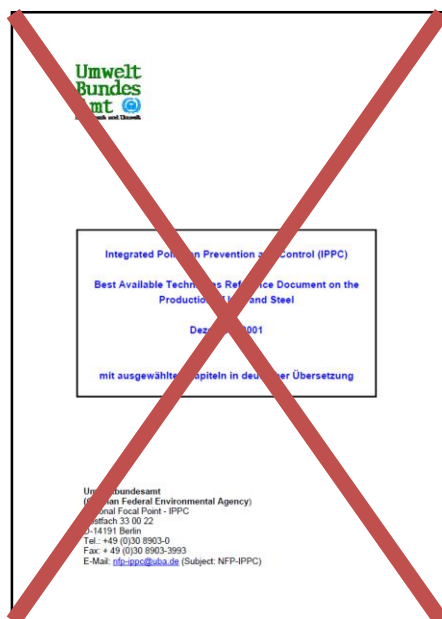 Umwelt
Bundes
Amt
und Umwelt
Integrated Pollution Prevention and Control (IPPC)
Best Available Techniques Reference Document on the
Production of Iron and Steel
Dezember 2001
mit ausgewählten Kapiteln in deutscher Übersetzung
Umweltbundesamt
(German Federal Environmental Agency)
National Focal Point - IPPC
Postfach 33 00 22
D-14191 Berlin
Tel.: +49 (0)30 8903-0
Fax: + 49 (0)30 8903-3993
E-Mail: nfp-ippc@uba.de (Subject: NFP-IPPC)